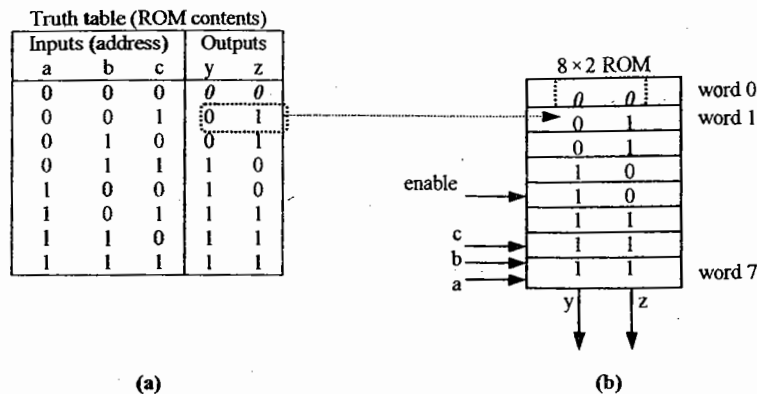 Truth table (ROM contents)
Inputs (address) Outputs
a b c y z
0 0 0 0 0
0 0 1 0 1
0 1 0 0 1
0 1 1 1 0
1 0 0 1 0
1 0 1 1 1
1 1 0 1 1
1 1 1 1 1
(a)
8 × 2 ROM
0 0 word 0
0 1 word 1
0 1
1 0
enable
1 0
1 1
c
1 1
b
1 1 word 7
a
y z
(b)